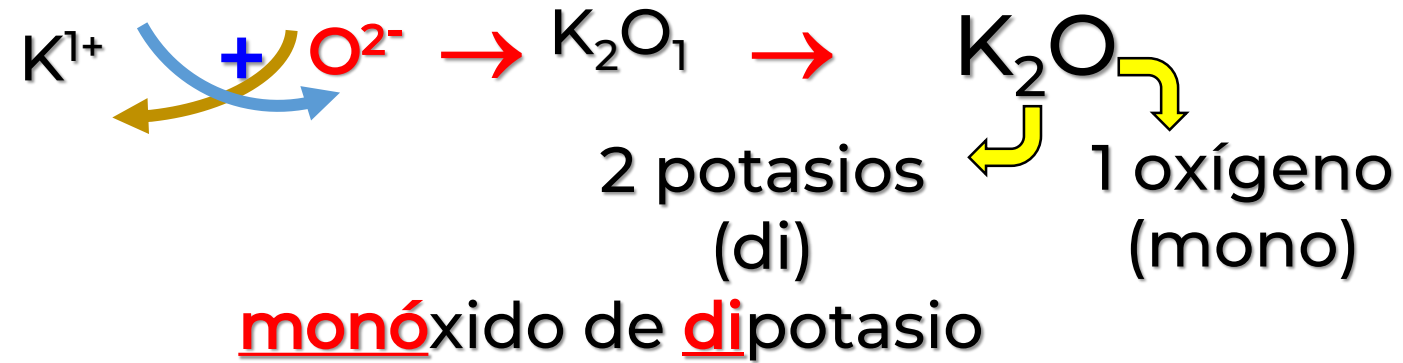 K¹⁺ + O²⁻ → K₂O₁ → K₂O
2 potasios 1 oxígeno
(di) (mono)
monóxido de dipotasio